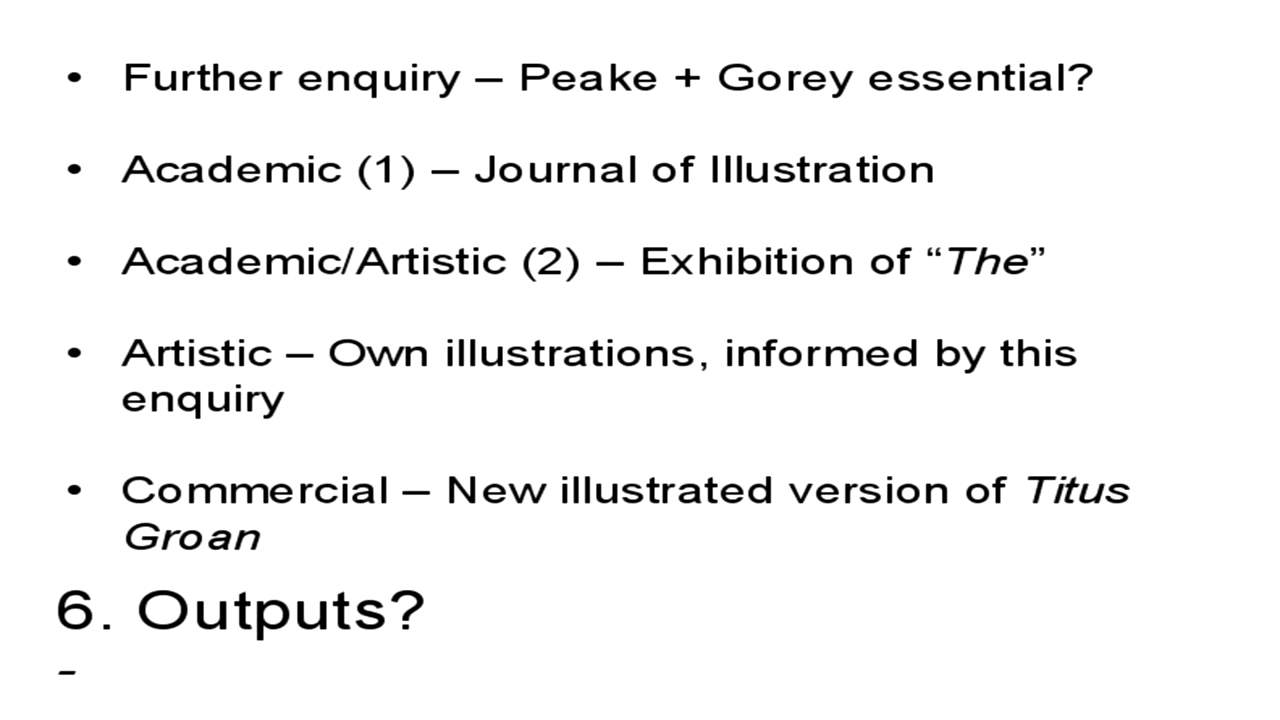 • Further enquiry – Peake + Gorey essential?
• Academic (1) – Journal of Illustration
• Academic/Artistic (2) – Exhibition of “The”
• Artistic – Own illustrations, informed by this
enquiry
• Commercial – New illustrated version of Titus
Groan
6. Outputs?
-